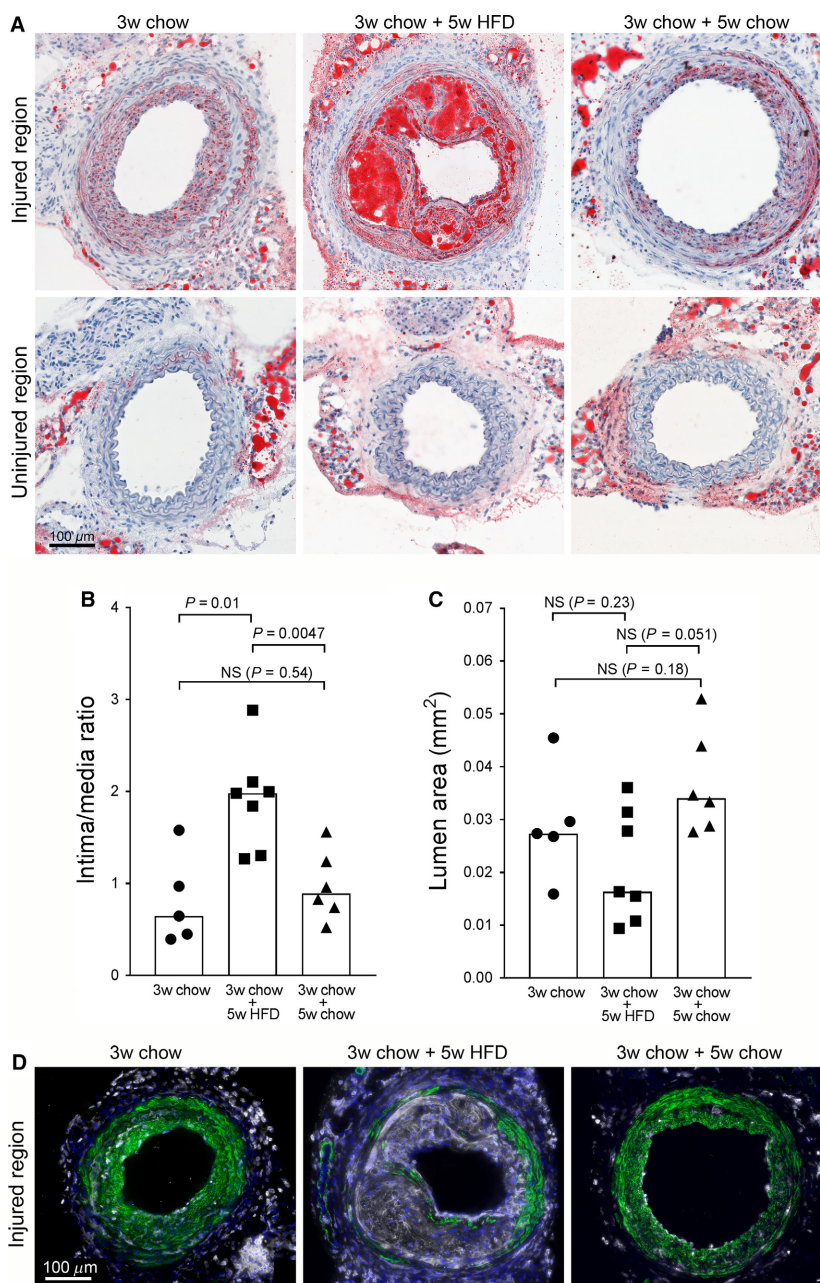 A
3w chow
3w chow + 5w HFD
3w chow + 5w chow
Injured region
Uninjured region
100 µm
B
Intima/media ratio
4
3
2
1
0
P = 0.01
P = 0.0047
NS (P = 0.54)
3w chow
3w chow
+
5w HFD
3w chow
+
5w chow
C
Lumen area (mm²)
0.07
0.06
0.05
0.04
0.03
0.02
0.01
0.00
NS (P = 0.23)
NS (P = 0.051)
NS (P = 0.18)
3w chow
3w chow
+
5w HFD
3w chow
+
5w chow
D
3w chow
3w chow + 5w HFD
3w chow + 5w chow
Injured region
100 µm